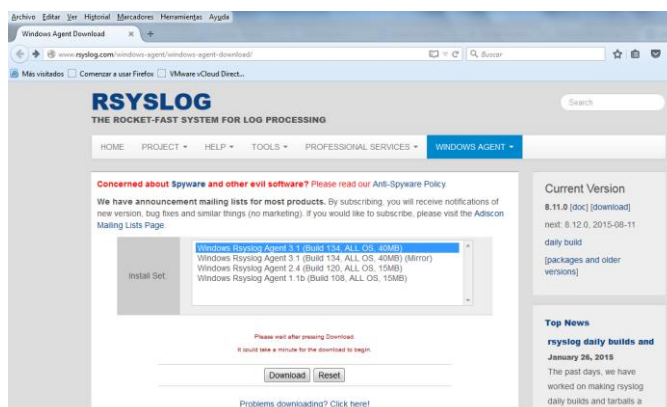 Archivo Editar Ver Historial Marcadores Herramientas Ayuda
Windows Agent Download × +
www.rsyslog.com/windows-agent/windows-agent-download/
Buscar
Más visitados Comenzar a usar Firefox VMware vCloud Direct...
RSYSLOG
THE ROCKET-FAST SYSTEM FOR LOG PROCESSING
Search
HOME PROJECT HELP TOOLS PROFESSIONAL SERVICES WINDOWS AGENT
Concerned about Spyware and other evil software? Please read our Anti-Spyware Policy
We have announcement mailing lists for most products. By subscribing, you will receive notifications of
new version, bug fixes and similar things (no marketing). If you would like to subscribe, please visit the Adiscon
Mailing Lists Page.
Install Set:
Windows Rsyslog Agent 3.1 (Build 134, ALL OS, 40MB)
Windows Rsyslog Agent 3.1 (Build 134, ALL OS, 40MB) (Mirror)
Windows Rsyslog Agent 2.4 (Build 120, ALL OS, 15MB)
Windows Rsyslog Agent 1.1b (Build 108, ALL OS, 15MB)
Please wait after pressing Download.
It could take a minute for the download to begin.
Download Reset
Problems downloading? Click here!
Current Version
8.11.0 [doc] [download]
next: 8.12.0, 2015-08-11
daily build
[packages and older
versions]
Top News
rsyslog daily builds and
January 26, 2015
The past days, we have
worked on making rsyslog
daily builds and tarballs a